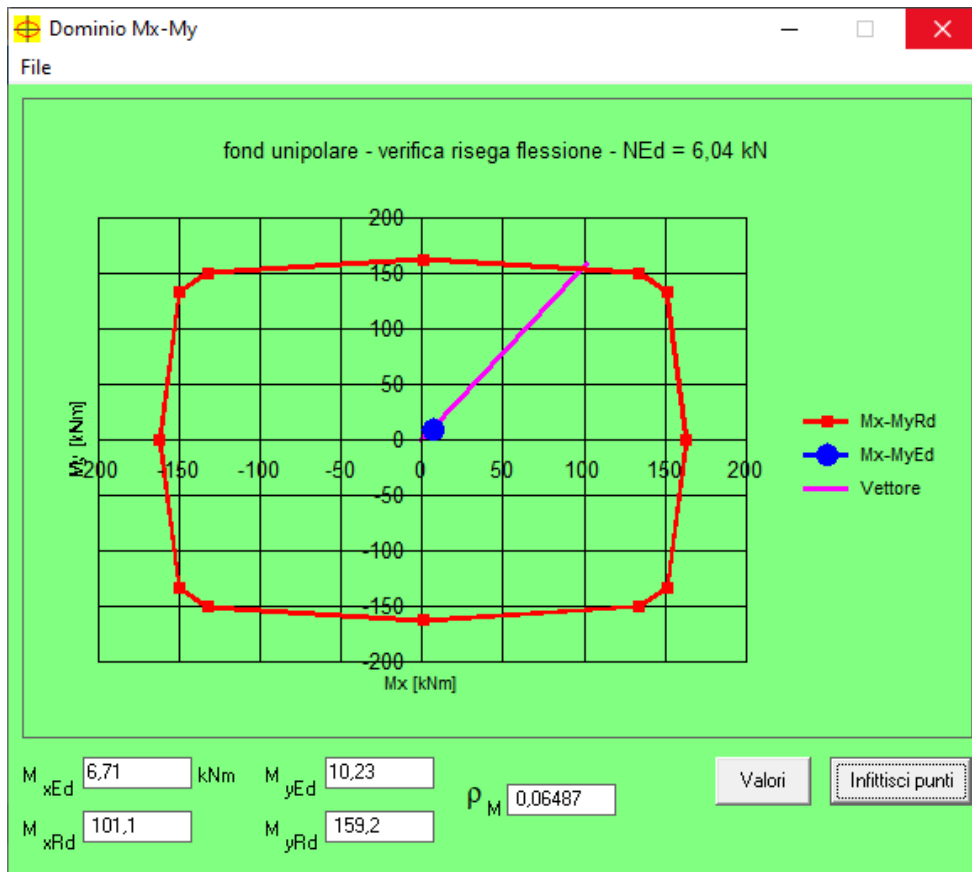 Dominio Mx-My
File
fond unipolare - verifica risega flessione - NEd = 6,04 kN
200
150
100
50
0
-200 -150 -100 -50 0 50 100 150 200
-50
-100
-150
-200
My [kNm]
Mx [kNm]
Mx-MyRd
Mx-MyEd
Vettore
M xEd 6,71 kNm M yEd 10,23
M xRd 101,1 M yRd 159,2
ρ M 0,06487
Valori
Infittisci punti